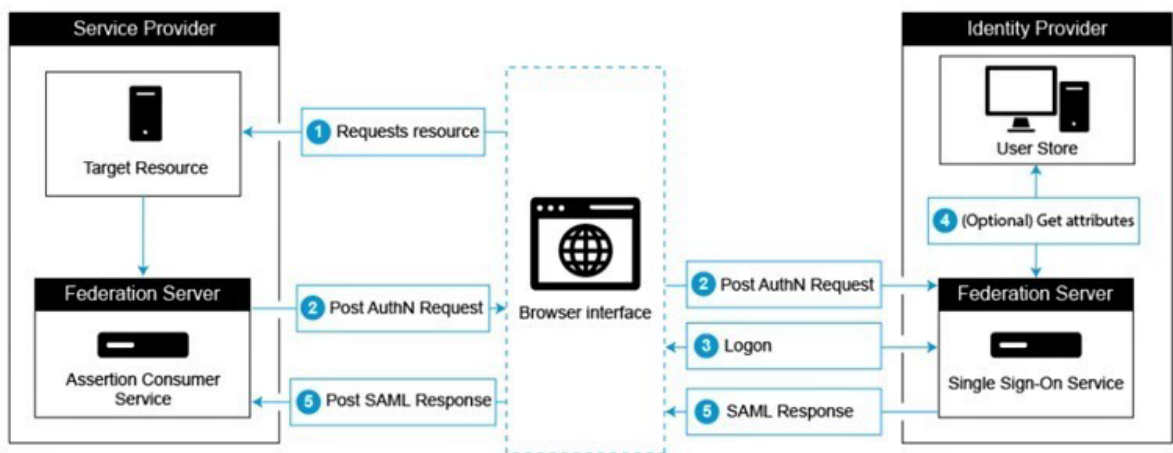 Service Provider
Target Resource
Federation Server
Assertion Consumer
Service
1 Requests resource
2 Post AuthN Request
5 Post SAML Response
Browser interface
2 Post AuthN Request
3 Logon
5 SAML Response
Identity Provider
User Store
4 (Optional) Get attributes
Federation Server
Single Sign-On Service